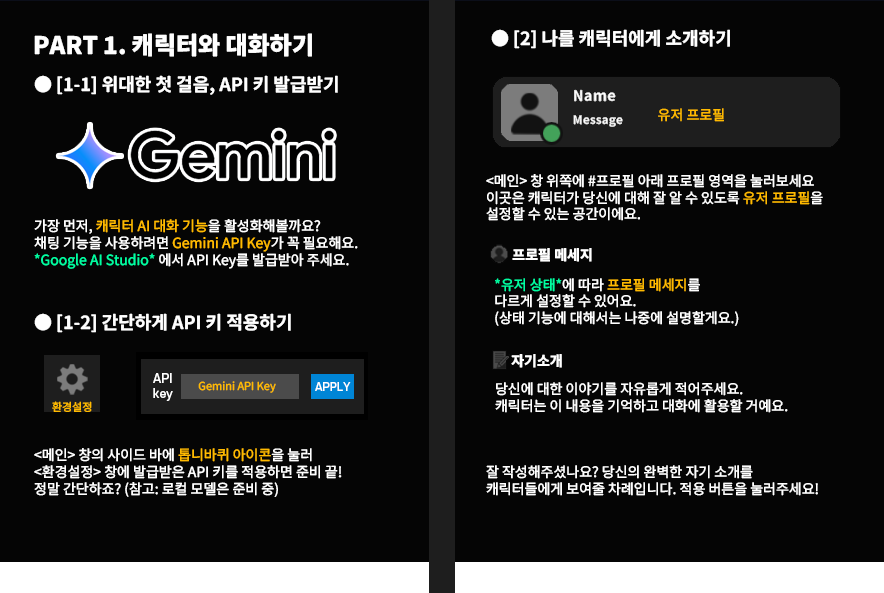 PART 1. 캐릭터와 대화하기
● [1-1] 위대한 첫 걸음, API 키 발급받기
Gemini
가장 먼저, 캐릭터 AI 대화 기능을 활성화해볼까요?
채팅 기능을 사용하려면 Gemini API Key가 꼭 필요해요.
*Google AI Studio* 에서 API Key를 발급받아 주세요.
● [1-2] 간단하게 API 키 적용하기
환경설정
API
key
Gemini API Key
APPLY
<메인> 창의 사이드 바에 톱니바퀴 아이콘을 눌러
<환경설정> 창에 발급받은 API 키를 적용하면 준비 끝!
정말 간단하죠? (참고: 로컬 모델은 준비 중)
● [2] 나를 캐릭터에게 소개하기
Name
Message
유저 프로필
<메인> 창 위쪽에 #프로필 아래 프로필 영역을 눌러보세요
이곳은 캐릭터가 당신에 대해 잘 알 수 있도록 유저 프로필을
설정할 수 있는 공간이에요.
프로필 메세지
*유저 상태*에 따라 프로필 메세지를
다르게 설정할 수 있어요.
(상태 기능에 대해서는 나중에 설명할게요.)
자기소개
당신에 대한 이야기를 자유롭게 적어주세요.
캐릭터는 이 내용을 기억하고 대화에 활용할 거예요.
잘 작성해주셨나요? 당신의 완벽한 자기 소개를
캐릭터들에게 보여줄 차례입니다. 적용 버튼을 눌러주세요!